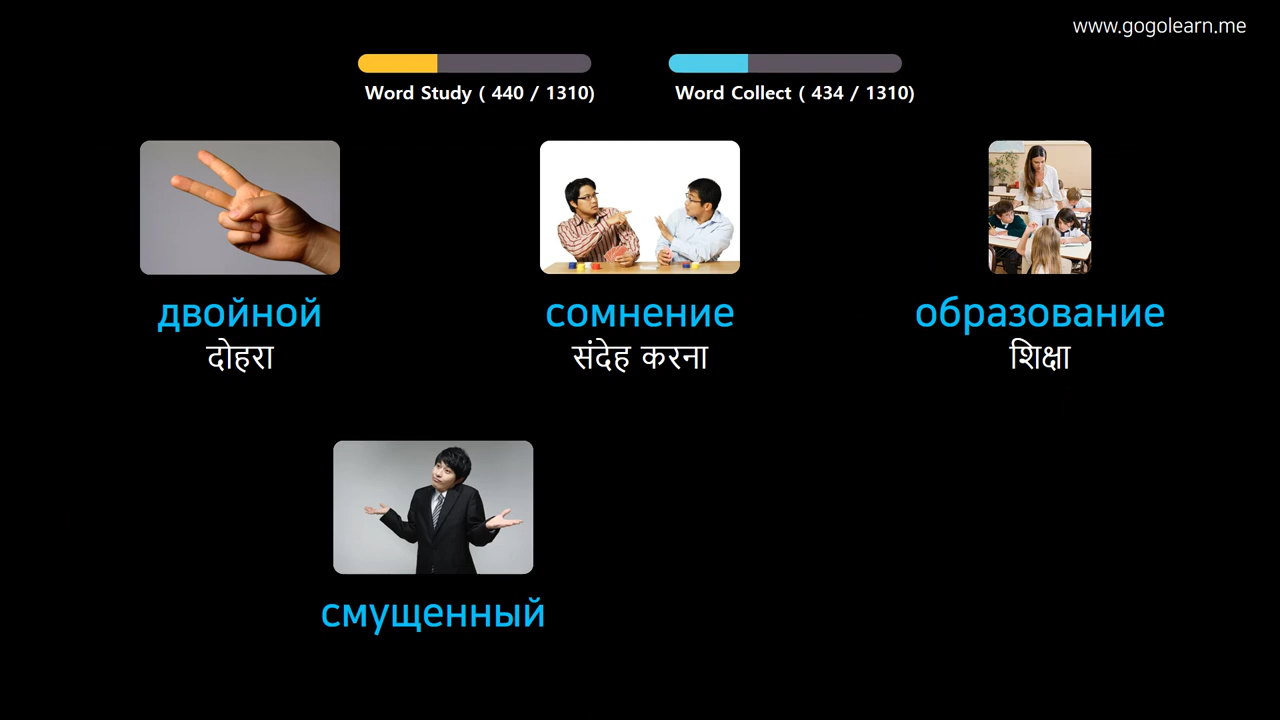 www.gogolearn.me
Word Study ( 440 / 1310)
Word Collect ( 434 / 1310)
двойной
दोहरा
сомнение
संदेह करना
образование
शिक्षा
смущенный